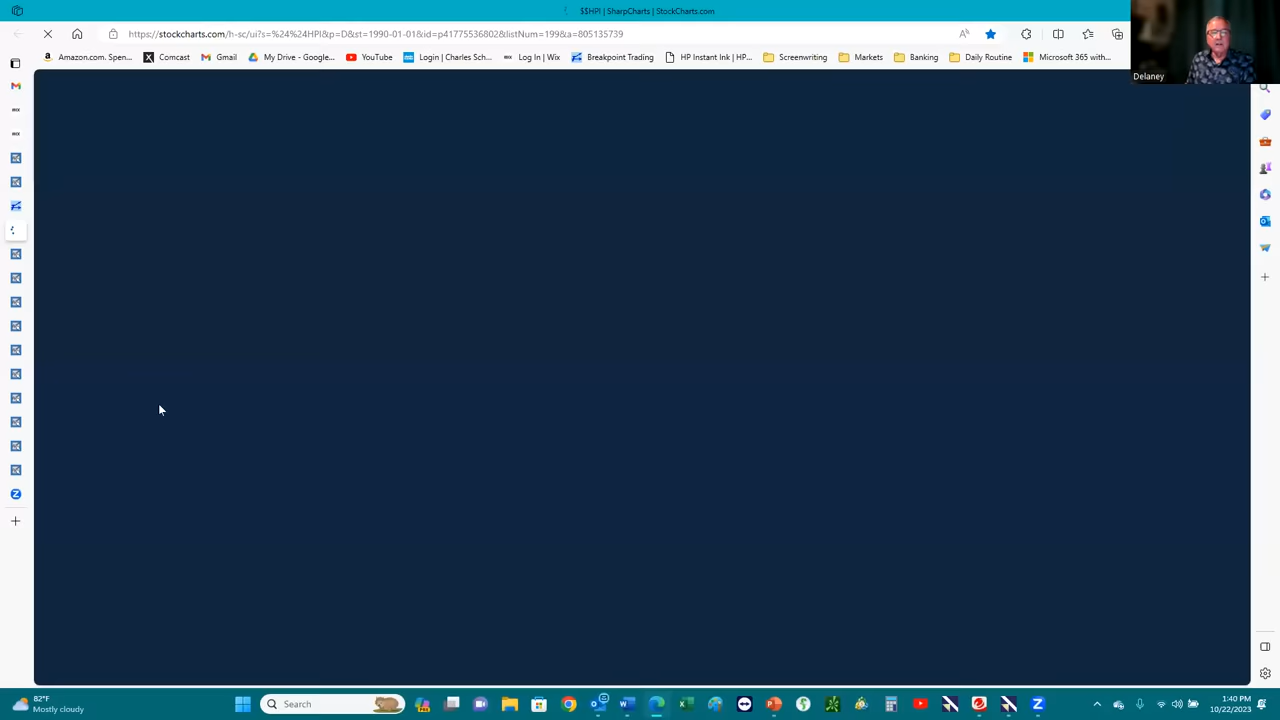 $$HPI | SharpCharts | StockCharts.com
https://stockcharts.com/h-sc/ui?s=%24%24HPI&p=D&st=1990-01-01&id=p41775536802&listNum=199&a=805135739
Amazon.com. Spen...
Comcast
Gmail
My Drive - Google...
YouTube
Login | Charles Sch...
WIX
Log In | Wix
Breakpoint Trading
HP Instant Ink | HP...
Screenwriting
Markets
Banking
Daily Routine
Microsoft 365 with...
Delaney
WIX
WIX
82°F
Mostly cloudy
Search
1:40 PM
10/22/2023